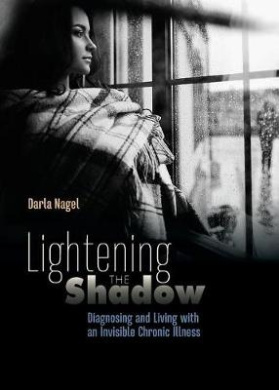 Darla Nagel
Lightening
THE
Shadow
Diagnosing and Living with
an Invisible Chronic Illness